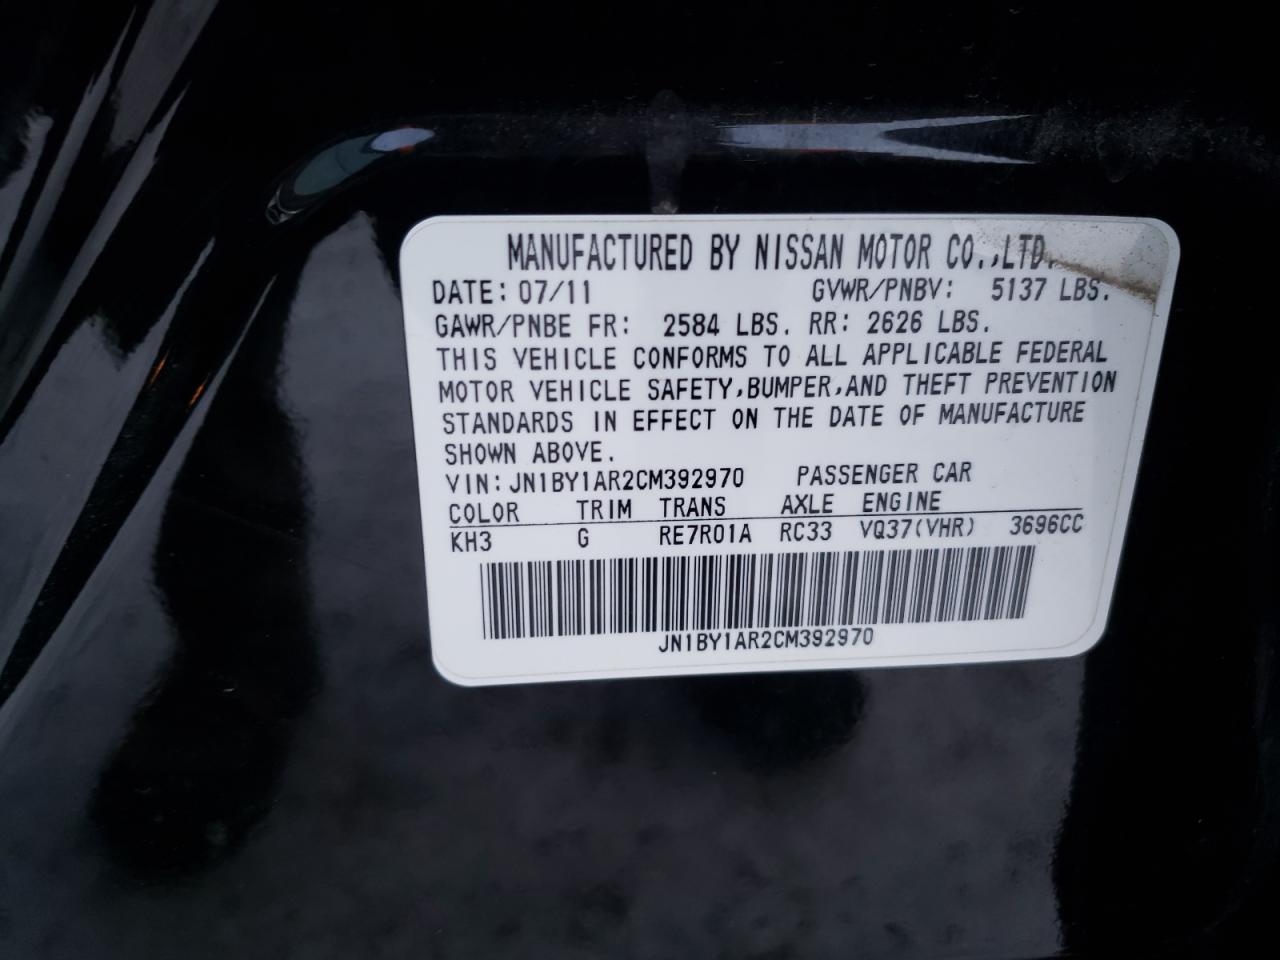 MANUFACTURED BY NISSAN MOTOR CO.,LTD.
DATE: 07/11 GVWR/PNBV: 5137 LBS.
GAWR/PNBE FR: 2584 LBS. RR: 2626 LBS.
THIS VEHICLE CONFORMS TO ALL APPLICABLE FEDERAL
MOTOR VEHICLE SAFETY,BUMPER,AND THEFT PREVENTION
STANDARDS IN EFFECT ON THE DATE OF MANUFACTURE
SHOWN ABOVE.
VIN: JN1BY1AR2CM392970 PASSENGER CAR
COLOR TRIM TRANS AXLE ENGINE
KH3 G RE7R01A RC33 VQ37(VHR) 3696CC
JN1BY1AR2CM392970